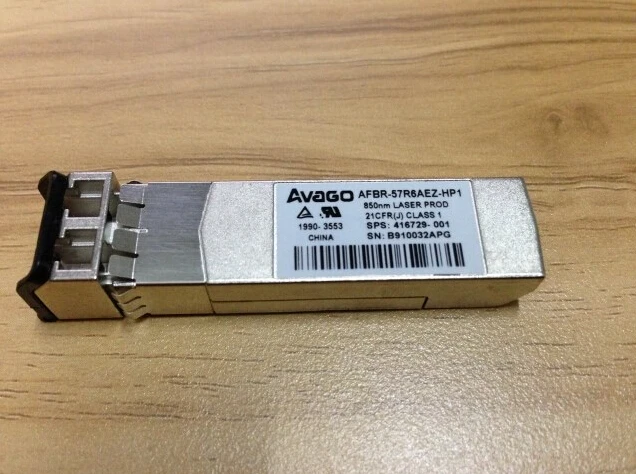 AVAGO AFBR-57R6AEZ-HP1
850nm LASER PROD
21CFR(J) CLASS 1
1990- 3553 SPS: 416729- 001
CHINA SN: B910032APG